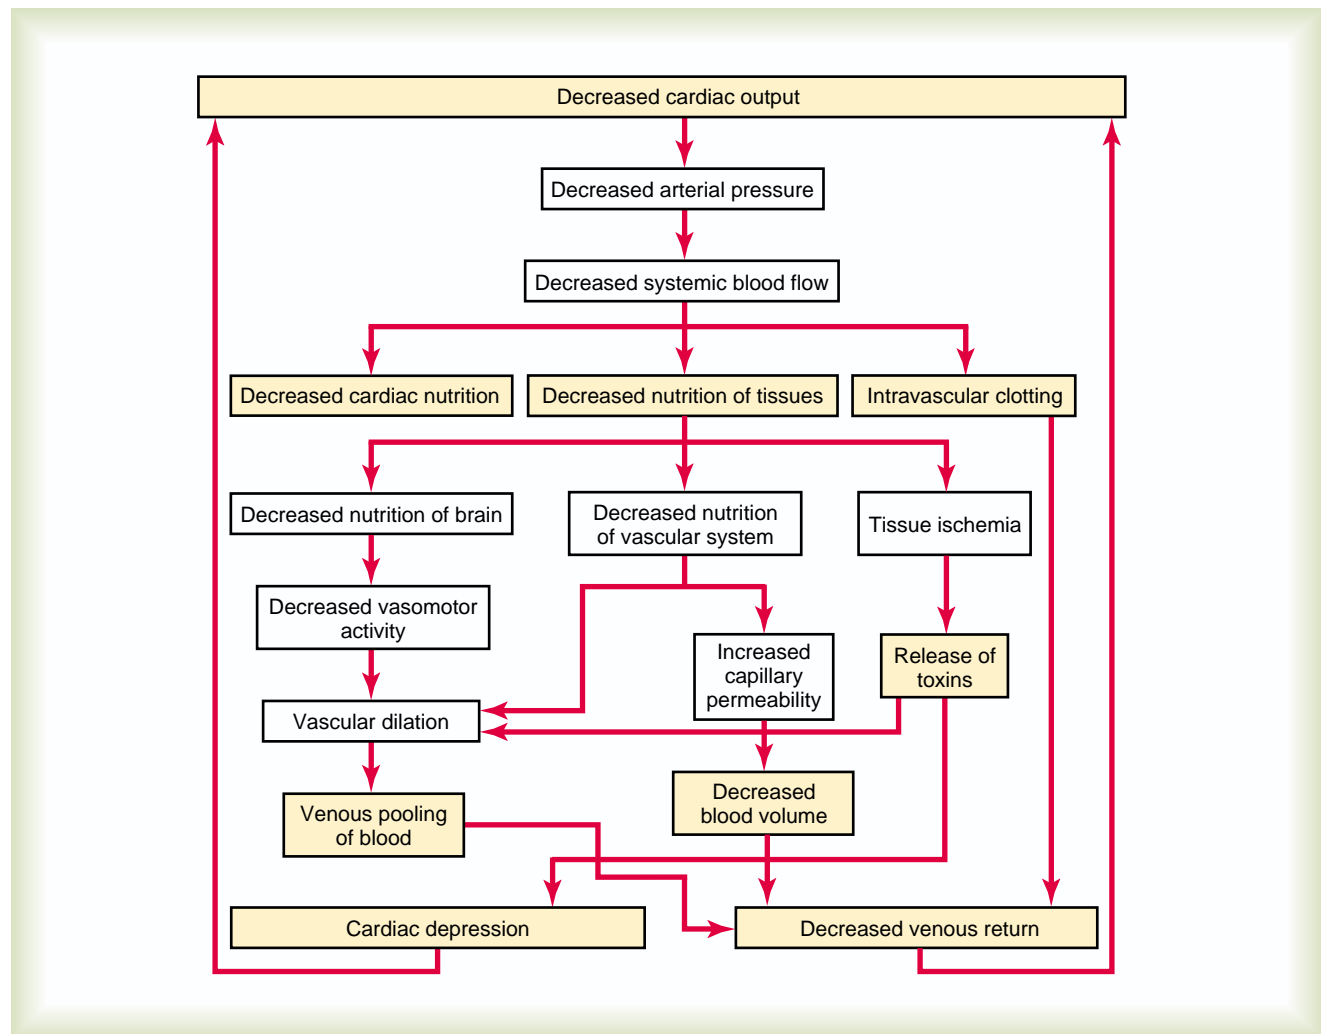 Decreased cardiac output
Decreased arterial pressure
Decreased systemic blood flow
Decreased cardiac nutrition
Decreased nutrition of tissues
Intravascular clotting
Decreased nutrition of brain
Decreased nutrition
of vascular system
Tissue ischemia
Decreased vasomotor
activity
Increased
capillary
permeability
Release of
toxins
Vascular dilation
Venous pooling
of blood
Decreased
blood volume
Cardiac depression
Decreased venous return